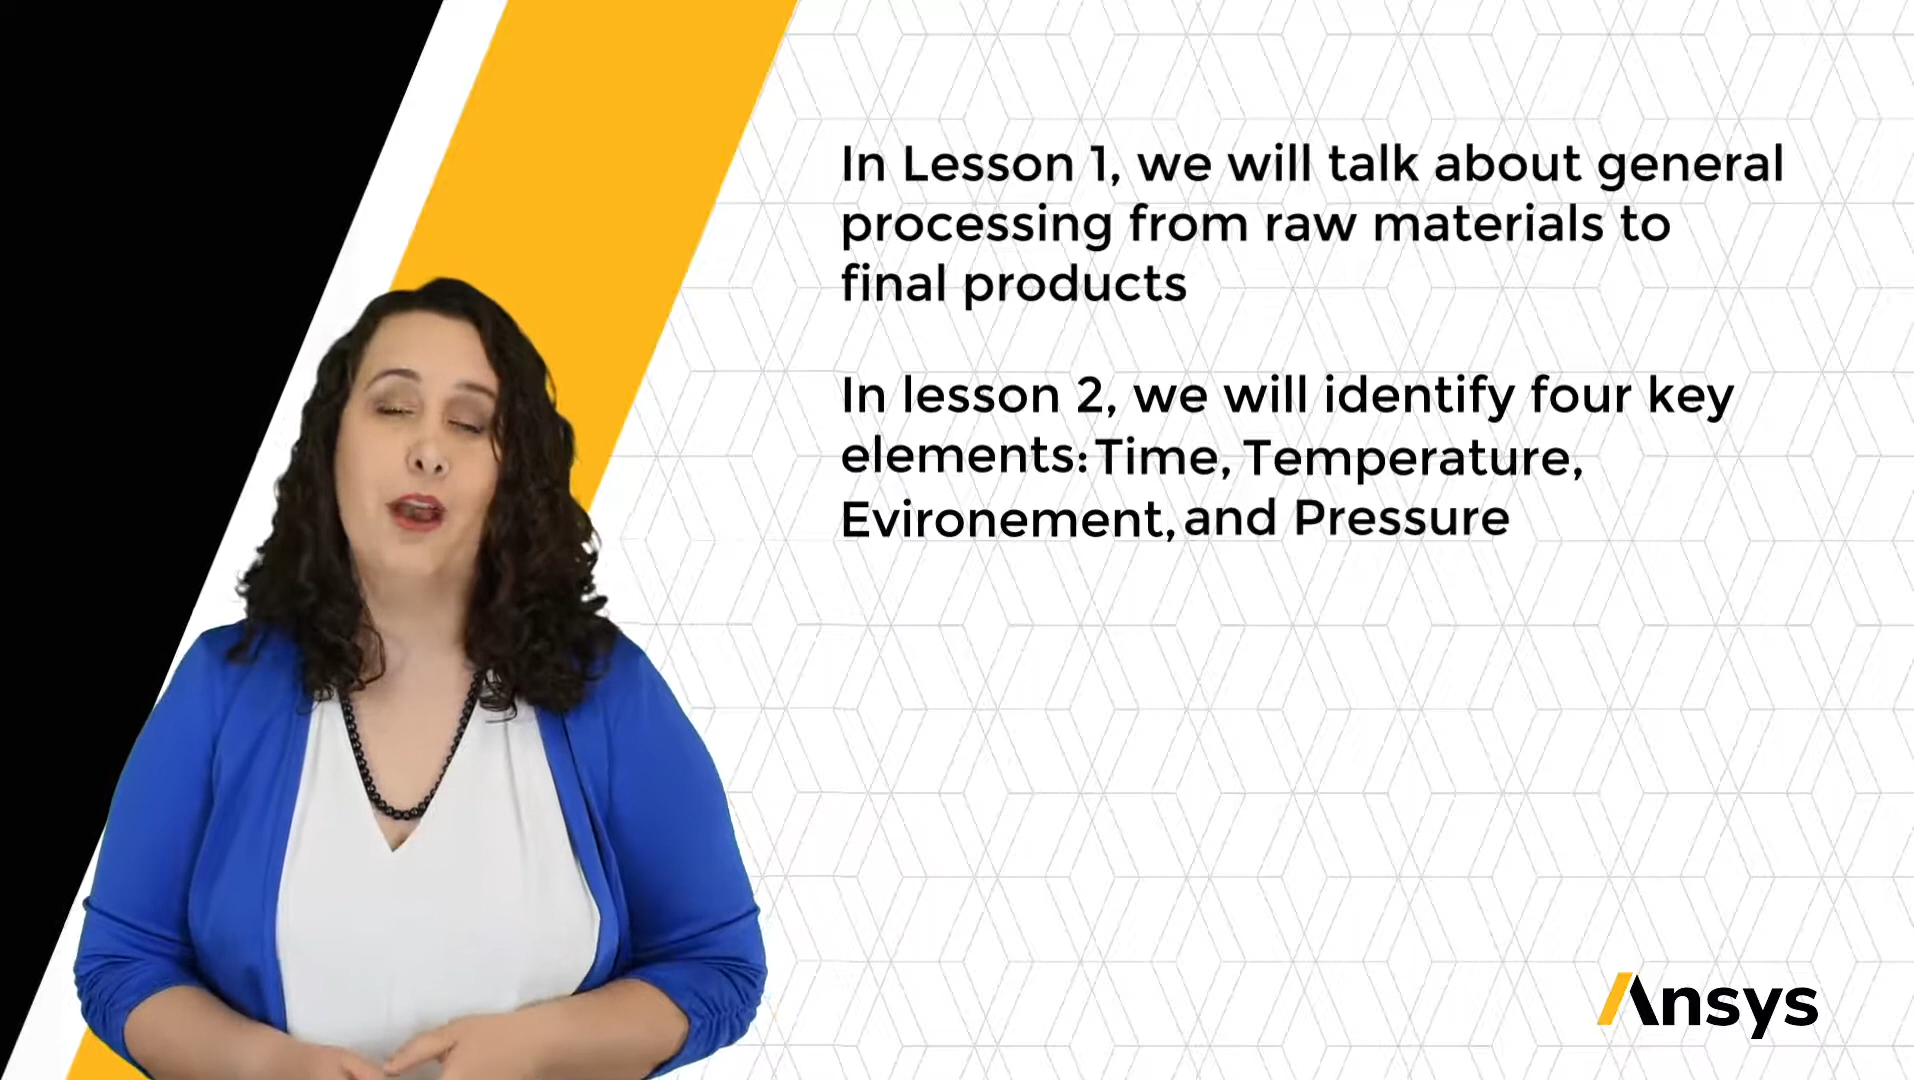 In Lesson 1, we will talk about general
processing from raw materials to
final products
In lesson 2, we will identify four key
elements: Time, Temperature,
Evironement, and Pressure
Ansys